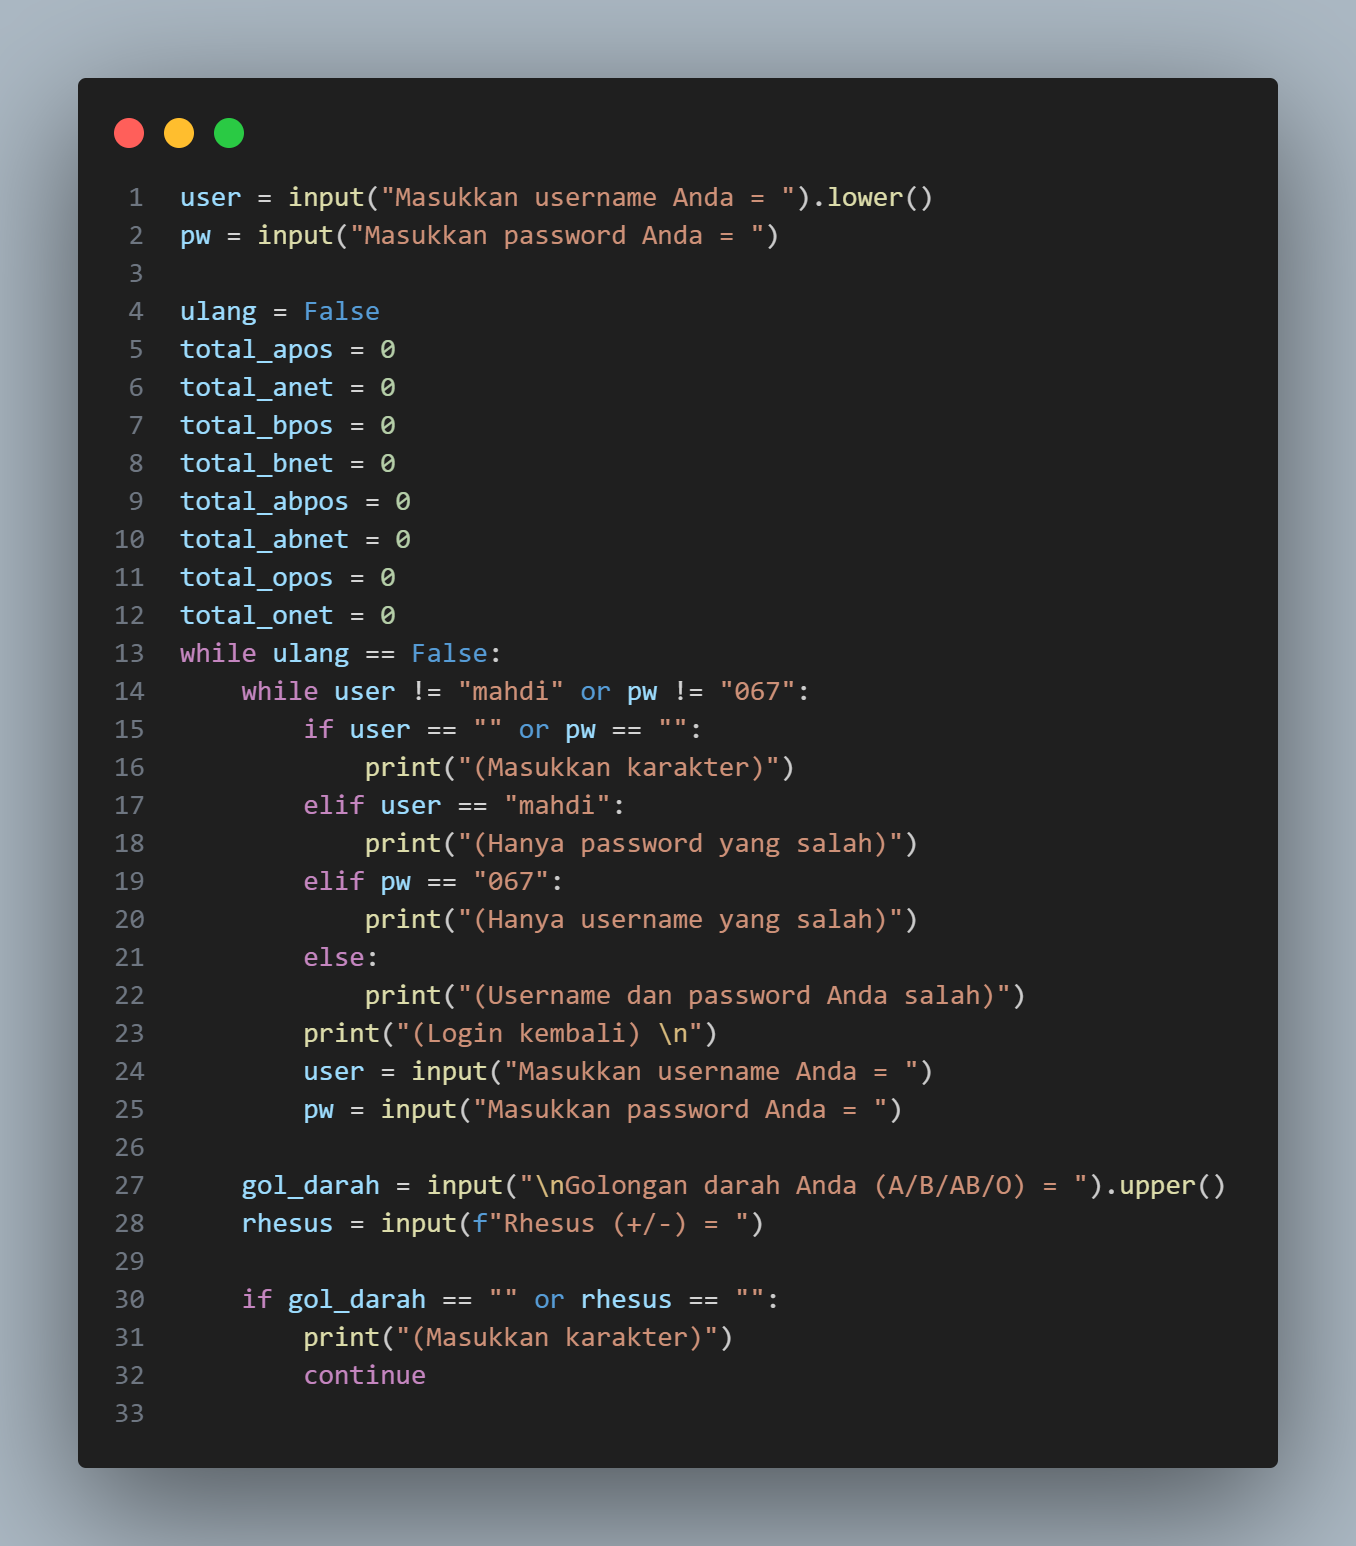 1 user = input("Masukkan username Anda = ").lower()
2 pw = input("Masukkan password Anda = ")
3
4 ulang = False
5 total_apos = 0
6 total_anet = 0
7 total_bpos = 0
8 total_bnet = 0
9 total_abpos = 0
10 total_abnet = 0
11 total_opos = 0
12 total_onet = 0
13 while ulang == False:
14     while user != "mahdi" or pw != "067":
15         if user == "" or pw == "":
16             print("(Masukkan karakter)")
17         elif user == "mahdi":
18             print("(Hanya password yang salah)")
19         elif pw == "067":
20             print("(Hanya username yang salah)")
21         else:
22             print("(Username dan password Anda salah)")
23         print("(Login kembali) \n")
24         user = input("Masukkan username Anda = ")
25         pw = input("Masukkan password Anda = ")
26
27     gol_darah = input("\nGolongan darah Anda (A/B/AB/O) = ").upper()
28     rhesus = input(f"Rhesus (+/-) = ")
29
30     if gol_darah == "" or rhesus == "":
31         print("(Masukkan karakter)")
32         continue
33